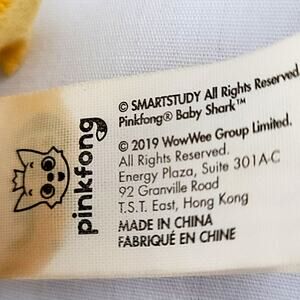 pinkfong
© SMARTSTUDY All Rights Reserved
Pinkfong® Baby Shark™
© 2019 WowWee Group Limited.
All Rights Reserved.
Energy Plaza, Suite 301A-C
92 Granville Road
T.S.T. East, Hong Kong
MADE IN CHINA
FABRIQUÉ EN CHINE